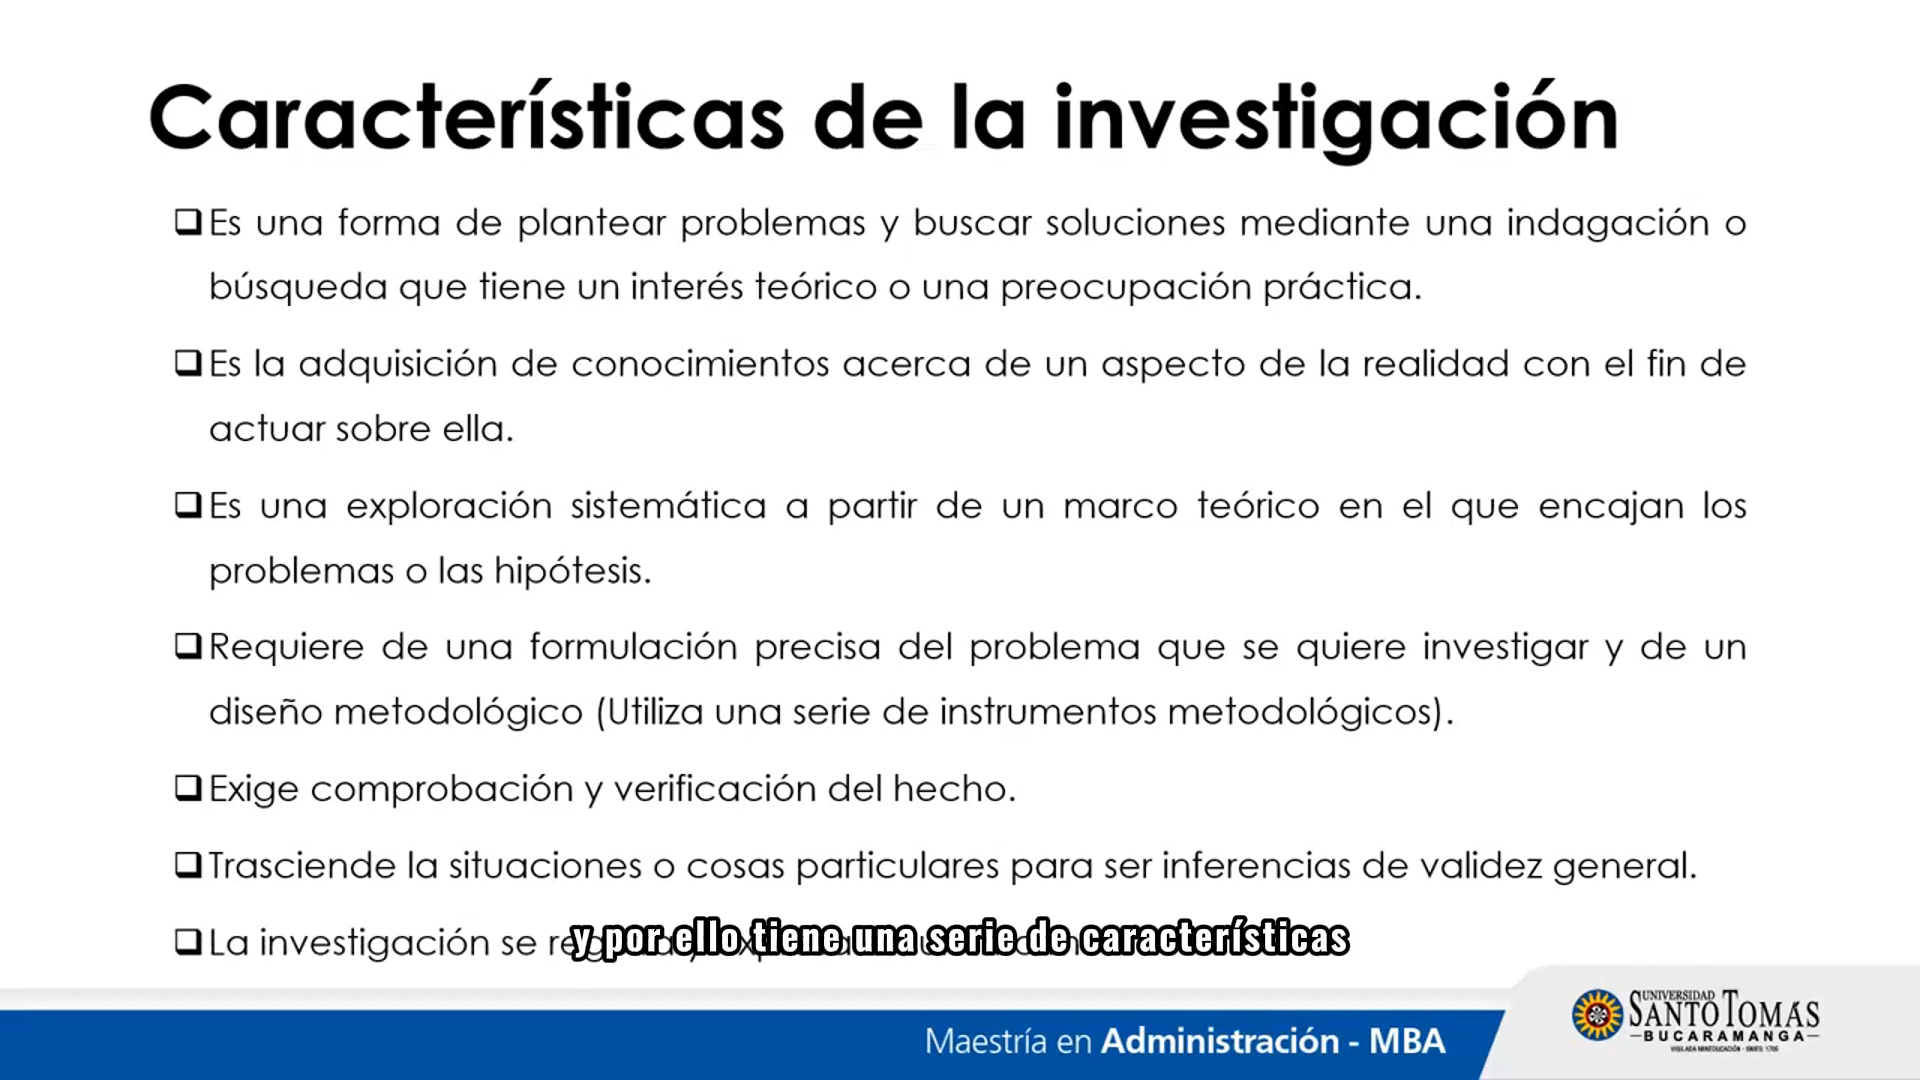 Características de la investigación
❑Es una forma de plantear problemas y buscar soluciones mediante una indagación o
búsqueda que tiene un interés teórico o una preocupación práctica.
❑Es la adquisición de conocimientos acerca de un aspecto de la realidad con el fin de
actuar sobre ella.
❑Es una exploración sistemática a partir de un marco teórico en el que encajan los
problemas o las hipótesis.
❑Requiere de una formulación precisa del problema que se quiere investigar y de un
diseño metodológico (Utiliza una serie de instrumentos metodológicos).
❑Exige comprobación y verificación del hecho.
❑Trasciende la situaciones o cosas particulares para ser inferencias de validez general.
❑La investigación se
y por ello tiene una serie de características
Maestría en Administración - MBA
UNIVERSIDAD
SANTO TOMAS
BUCARAMANGA